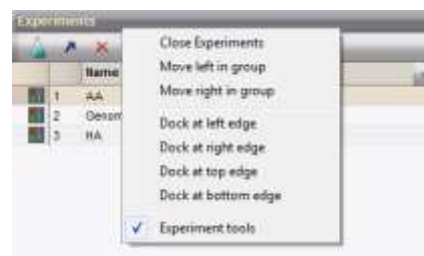 Experiments
Close Experiments
Move left in group
Name
Move right in group
1 AA
2 Genom
Dock at left edge
3 HA
Dock at right edge
Dock at top edge
Dock at bottom edge
Experiment tools